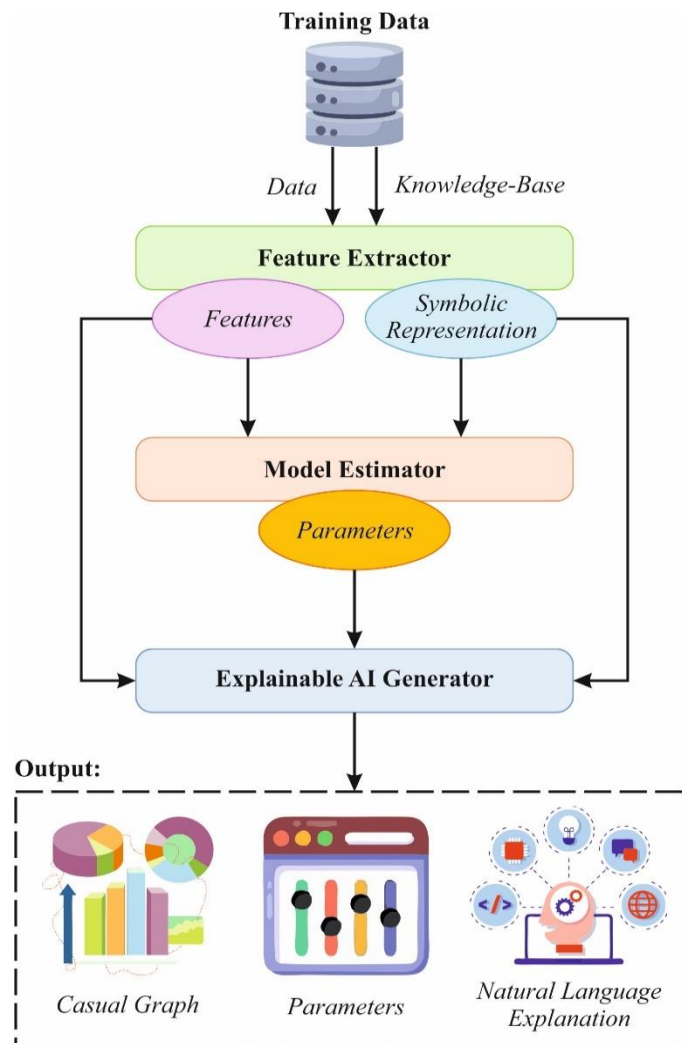 Training Data
Data
Knowledge-Base
Feature Extractor
Features
Symbolic
Representation
Model Estimator
Parameters
Explainable AI Generator
Output:
</>
Casual Graph
Parameters
Natural Language
Explanation